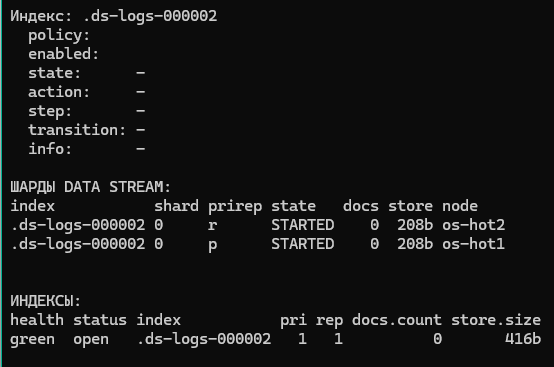 Индекс: .ds-logs-000002
policy:
enabled:
state: –
action: –
step: –
transition: –
info: –
ШАРДЫ DATA STREAM:
index shard prirep state docs store node
.ds-logs-000002 0 r STARTED 0 208b os-hot2
.ds-logs-000002 0 p STARTED 0 208b os-hot1
ИНДЕКСЫ:
health status index pri rep docs.count store.size
green open .ds-logs-000002 1 1 0 416b